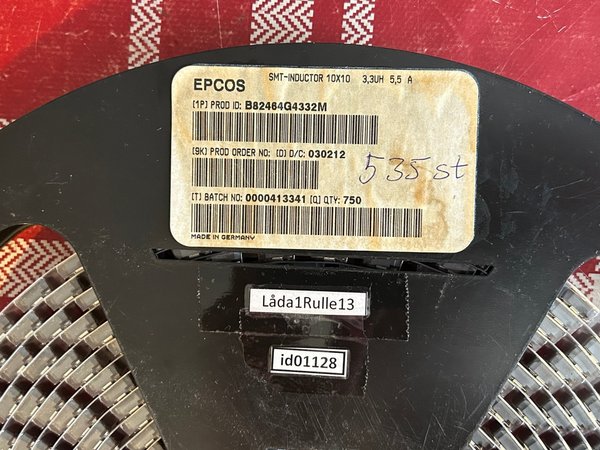 EPCOS SMT-INDUCTOR 10X10 3,3UH 5,5 A
[1P] PROD ID: B82464G4332M
[9K] PROD ORDER NO: [D] D/C: 030212
535 st
[T] BATCH NO: 0000413341 [Q] QTY: 750
MADE IN GERMANY
Låda1Rulle13
id01128